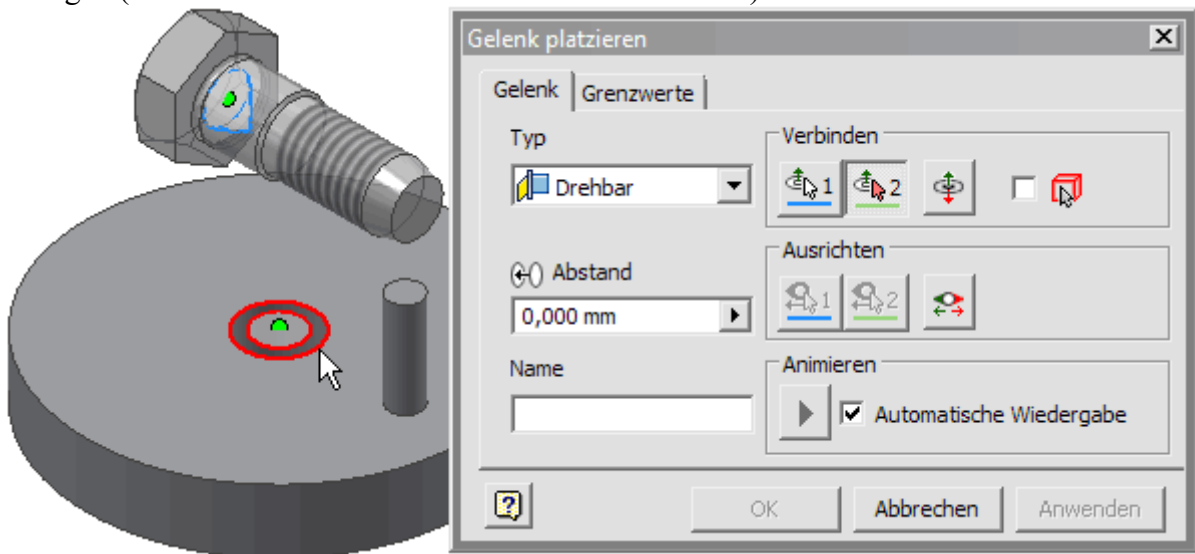 Gelenk platzieren
Gelenk
Grenzwerte
Typ
Verbinden
Drehbar
1
2
Abstand
Ausrichten
0,000 mm
1
2
Name
Animieren
Automatische Wiedergabe
OK
Abbrechen
Anwenden